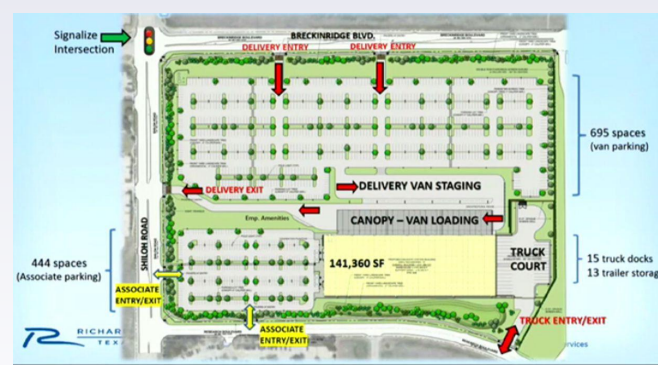 Signalize
Intersection
BRECKINRIDGE BLVD.
DELIVERY ENTRY
DELIVERY ENTRY
695 spaces
(van parking)
DELIVERY EXIT
DELIVERY VAN STAGING
Emp. Amenities
CANOPY – VAN LOADING
SHILOH ROAD
444 spaces
(Associate parking)
141,360 SF
TRUCK
COURT
15 truck docks
13 trailer storag
ASSOCIATE
ENTRY/EXIT
ASSOCIATE
ENTRY/EXIT
TRUCK ENTRY/EXIT
RICHAR
TEX
ervices